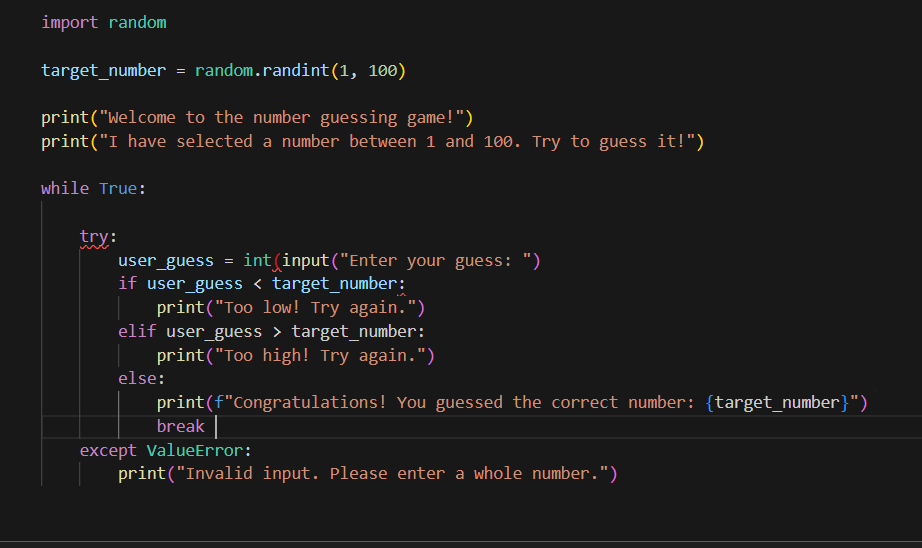 import random
target_number = random.randint(1, 100)
print("Welcome to the number guessing game!")
print("I have selected a number between 1 and 100. Try to guess it!")
while True:
    try:
        user_guess = int(input("Enter your guess: ")
        if user_guess < target_number:
            print("Too low! Try again.")
        elif user_guess > target_number:
            print("Too high! Try again.")
        else:
            print(f"Congratulations! You guessed the correct number: {target_number}")
            break
    except ValueError:
        print("Invalid input. Please enter a whole number.")